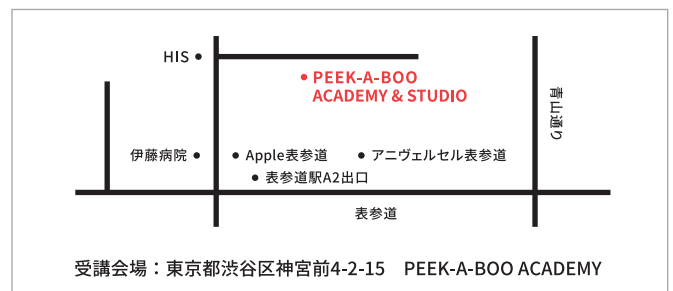 HIS
PEEK-A-BOO
ACADEMY & STUDIO
青山通り
伊藤病院
Apple表参道
アニヴェルセル表参道
表参道駅A2出口
表参道
受講会場：東京都渋谷区神宮前4-2-15　PEEK-A-BOO ACADEMY